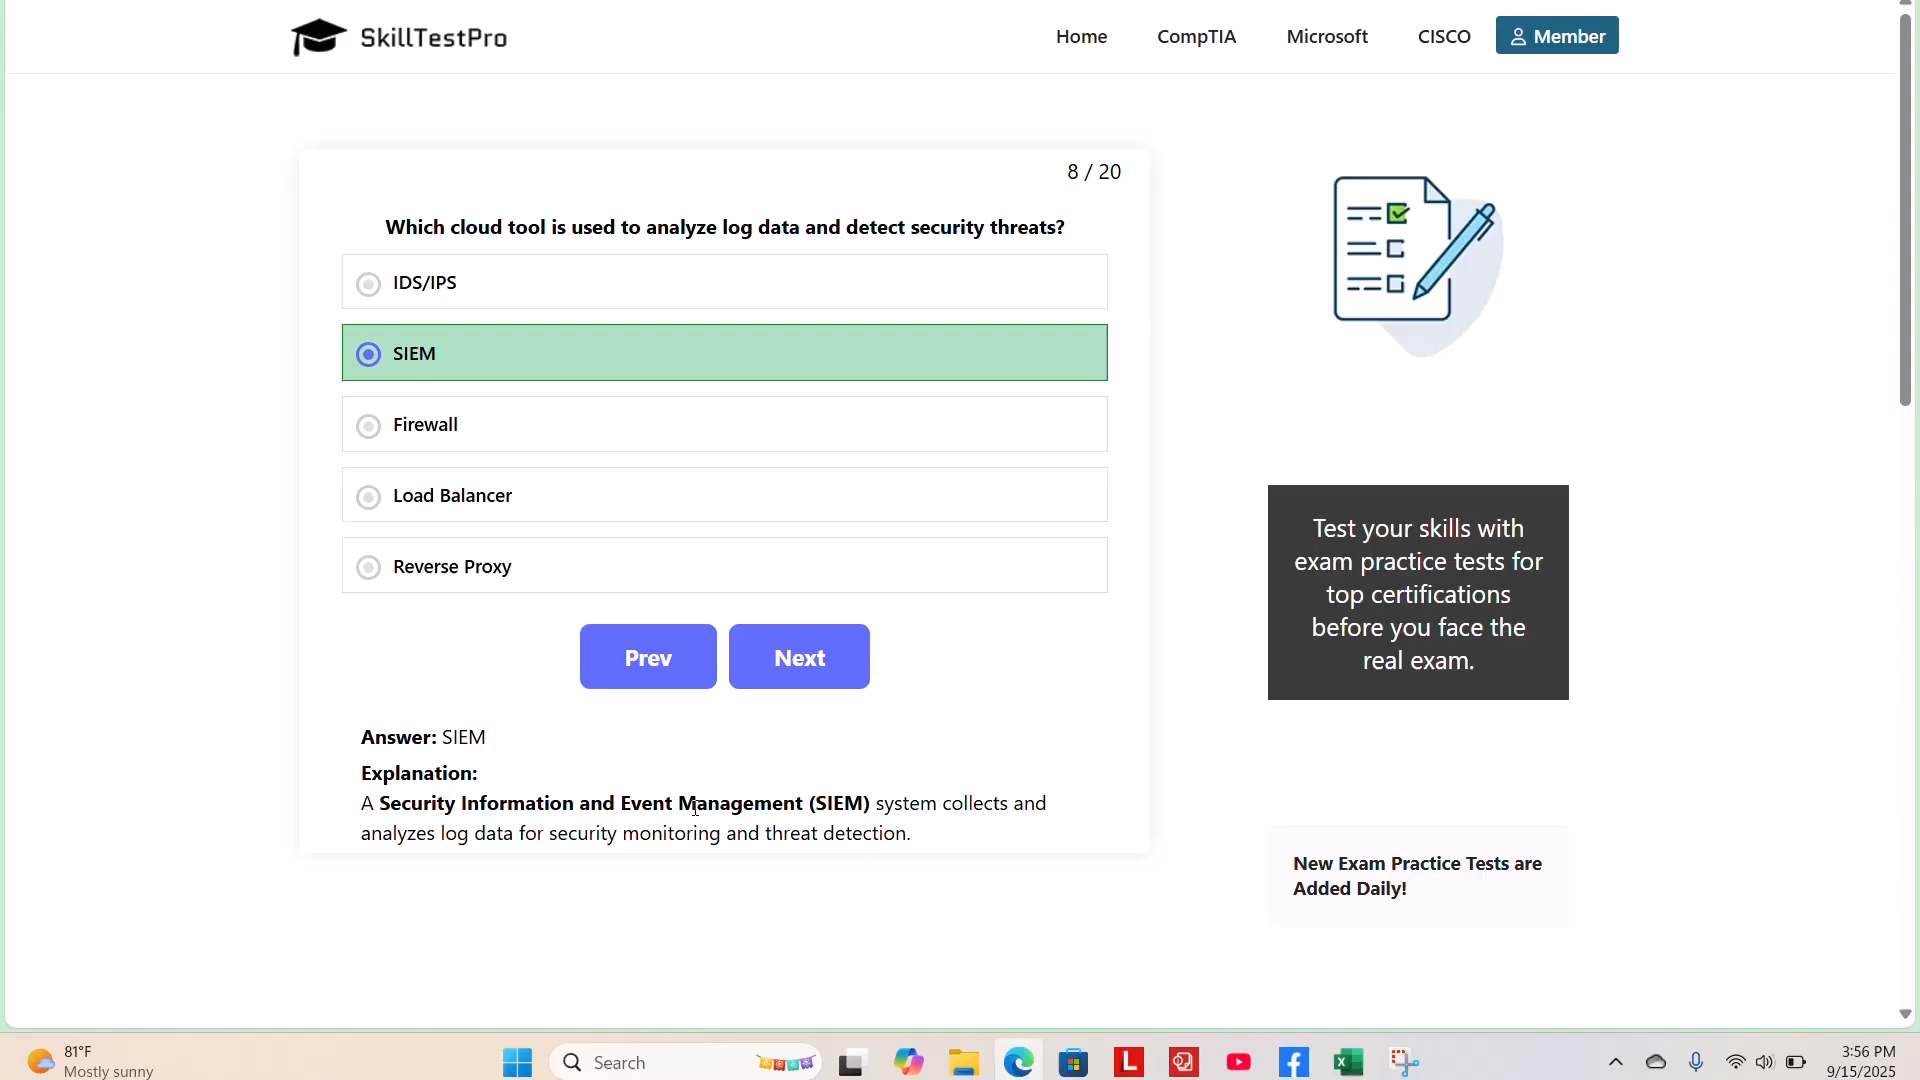 SkillTestPro
Home
CompTIA
Microsoft
CISCO
Member
8 / 20
Which cloud tool is used to analyze log data and detect security threats?
IDS/IPS
SIEM
Firewall
Load Balancer
Reverse Proxy
Prev
Next
Answer: SIEM
Explanation:
A Security Information and Event Management (SIEM) system collects and
analyzes log data for security monitoring and threat detection.
Test your skills with
exam practice tests for
top certifications
before you face the
real exam.
New Exam Practice Tests are
Added Daily!
81°F
Mostly sunny
Search
L
3:56 PM
9/15/2025